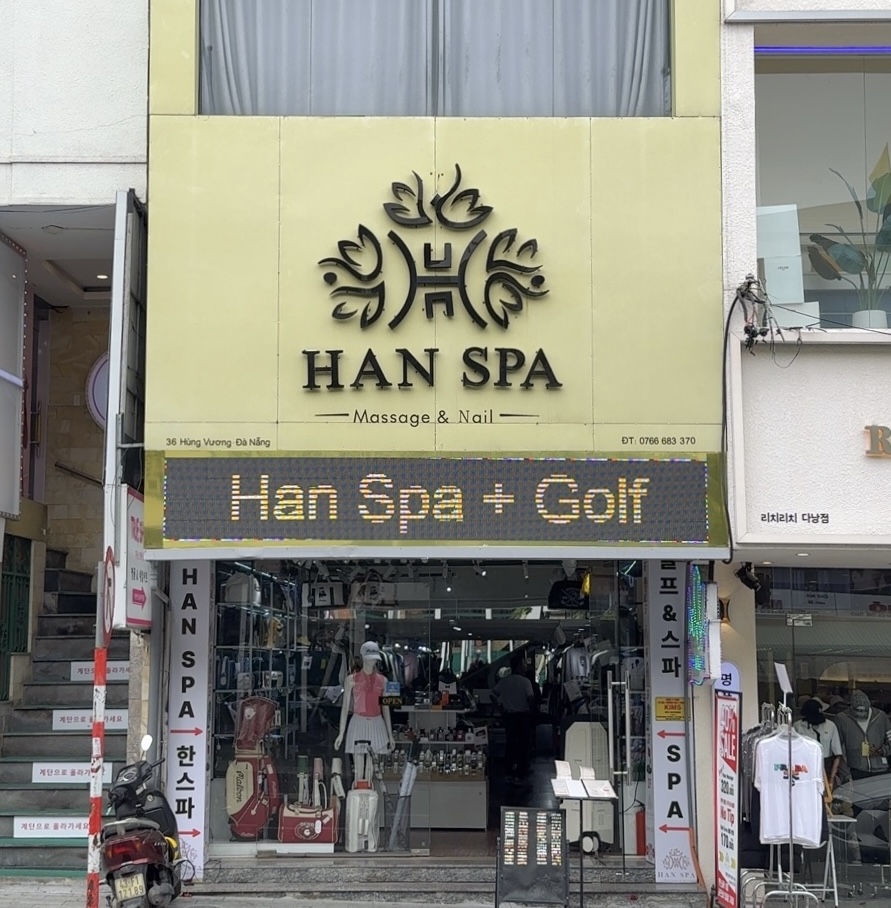 HAN SPA
Massage & Nail
36 Hùng Vương-Đà Nẵng
ĐT: 0766 683 370
Han Spa + Golf
리치리치 다낭점
HAN SPA
한스파
프&스파
KIMS
SPA
HAN SPA
OPEN
계단으로 올라가세요
계단으로 올라가세요
계단으로 올라가세요
계단으로 올라가세요
명
SALE
No Tip